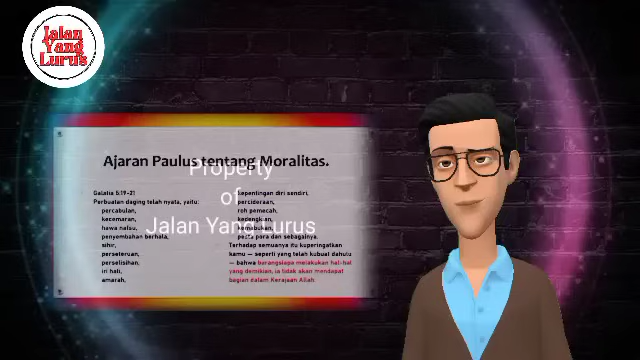 Jalan
Yang
Lurus
Ajaran Paulus tentang Moralitas.
Property
of
Jalan Yang Lurus
Galatia 5:19-21
Perbuatan daging telah nyata, yaitu:
percabulan,
kecemaran,
hawa nafsu,
penyembahan berhala,
sihir,
perseteruan,
perselisihan,
iri hati,
amarah,
kepentingan diri sendiri,
percideraan,
roh pemecah,
kedengkian,
kemabukan,
pesta pora dan sebagainya.
Terhadap semuanya itu kuperingatkan
kamu — seperti yang telah kubuat dahulu
— bahwa barangsiapa melakukan hal-hal
yang demikian, ia tidak akan mendapat
bagian dalam Kerajaan Allah